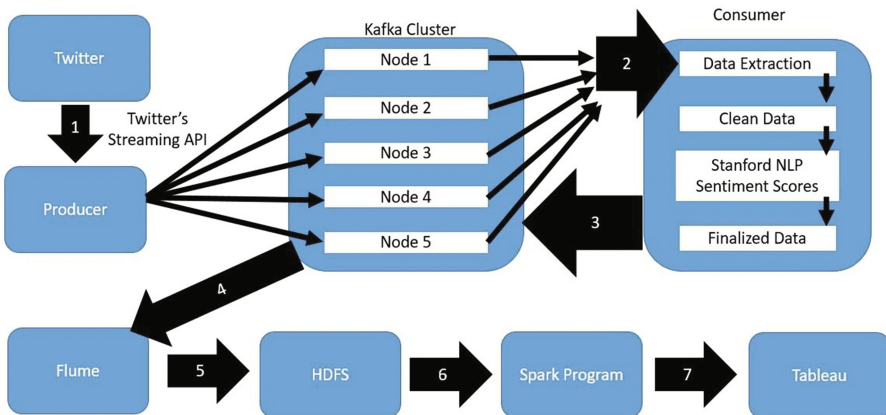 Consumer
Kafka Cluster
Twitter
Node 1
2
Data Extraction
1
Twitter's
Streaming API
Node 2
Clean Data
Node 3
Stanford NLP
Sentiment Scores
Producer
Node 4
Node 5
3
Finalized Data
4
Flume
5
HDFS
6
Spark Program
7
Tableau